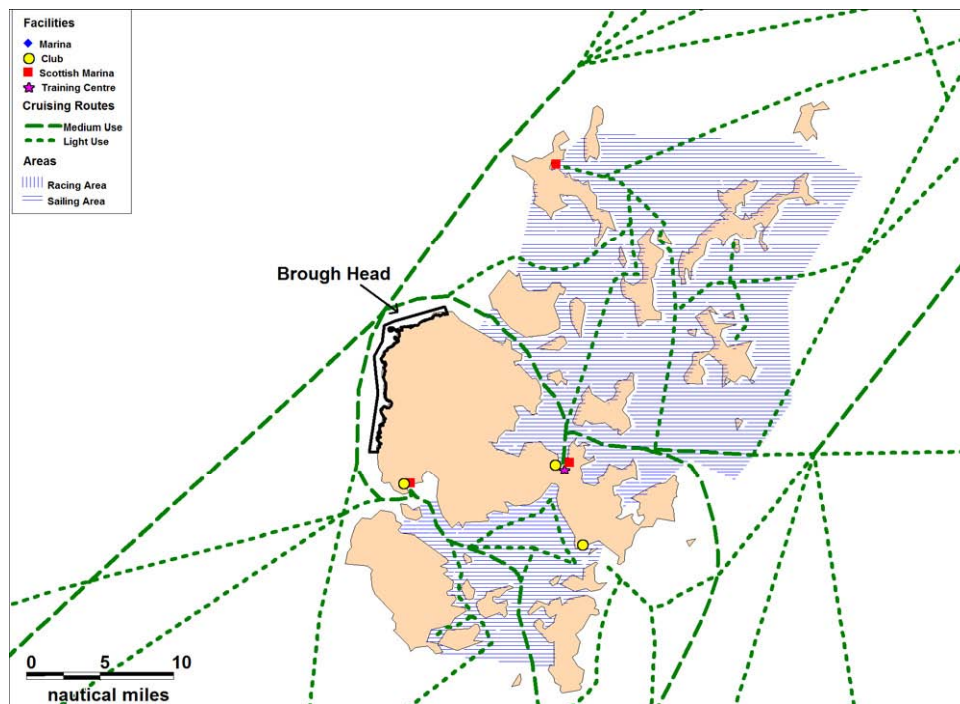 Facilities
Marina
Club
Scottish Marina
Training Centre
Cruising Routes
Medium Use
Light Use
Areas
Racing Area
Sailing Area
Brough Head
0 5 10
nautical miles